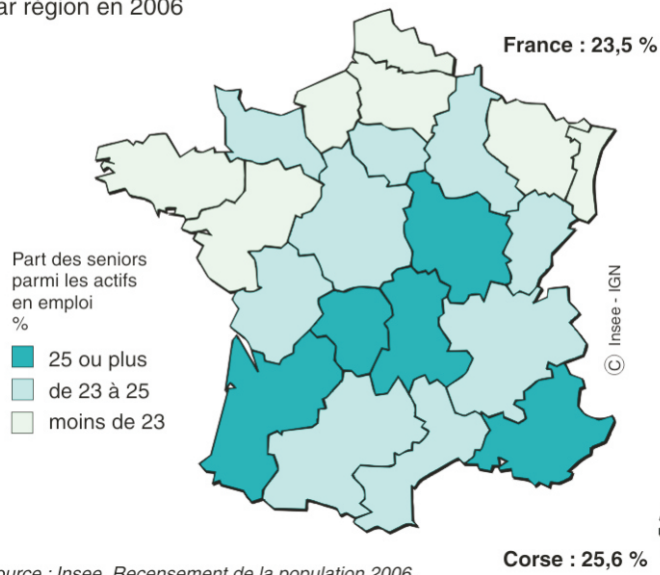 ar région en 2006
France : 23,5 %
Part des seniors
parmi les actifs
en emploi
%
25 ou plus
de 23 à 25
moins de 23
© Insee - IGN
Corse : 25,6 %
ource : Insee, Recensement de la population 2006